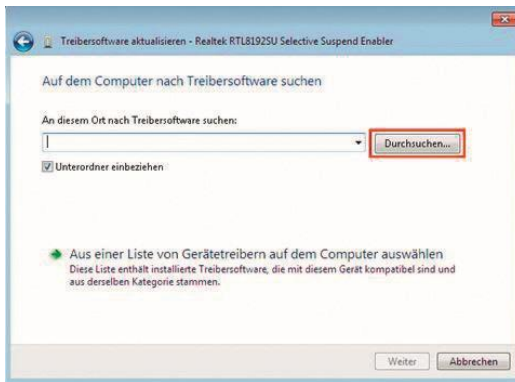 Treibersoftware aktualisieren - Realtek RTL8192SU Selective Suspend Enabler
Auf dem Computer nach Treibersoftware suchen
An diesem Ort nach Treibersoftware suchen:
Durchsuchen...
Unterordner einbeziehen
Aus einer Liste von Gerätetreibern auf dem Computer auswählen
Diese Liste enthält installierte Treibersoftware, die mit diesem Gerät kompatibel sind und
aus derselben Kategorie stammen.
Weiter Abbrechen